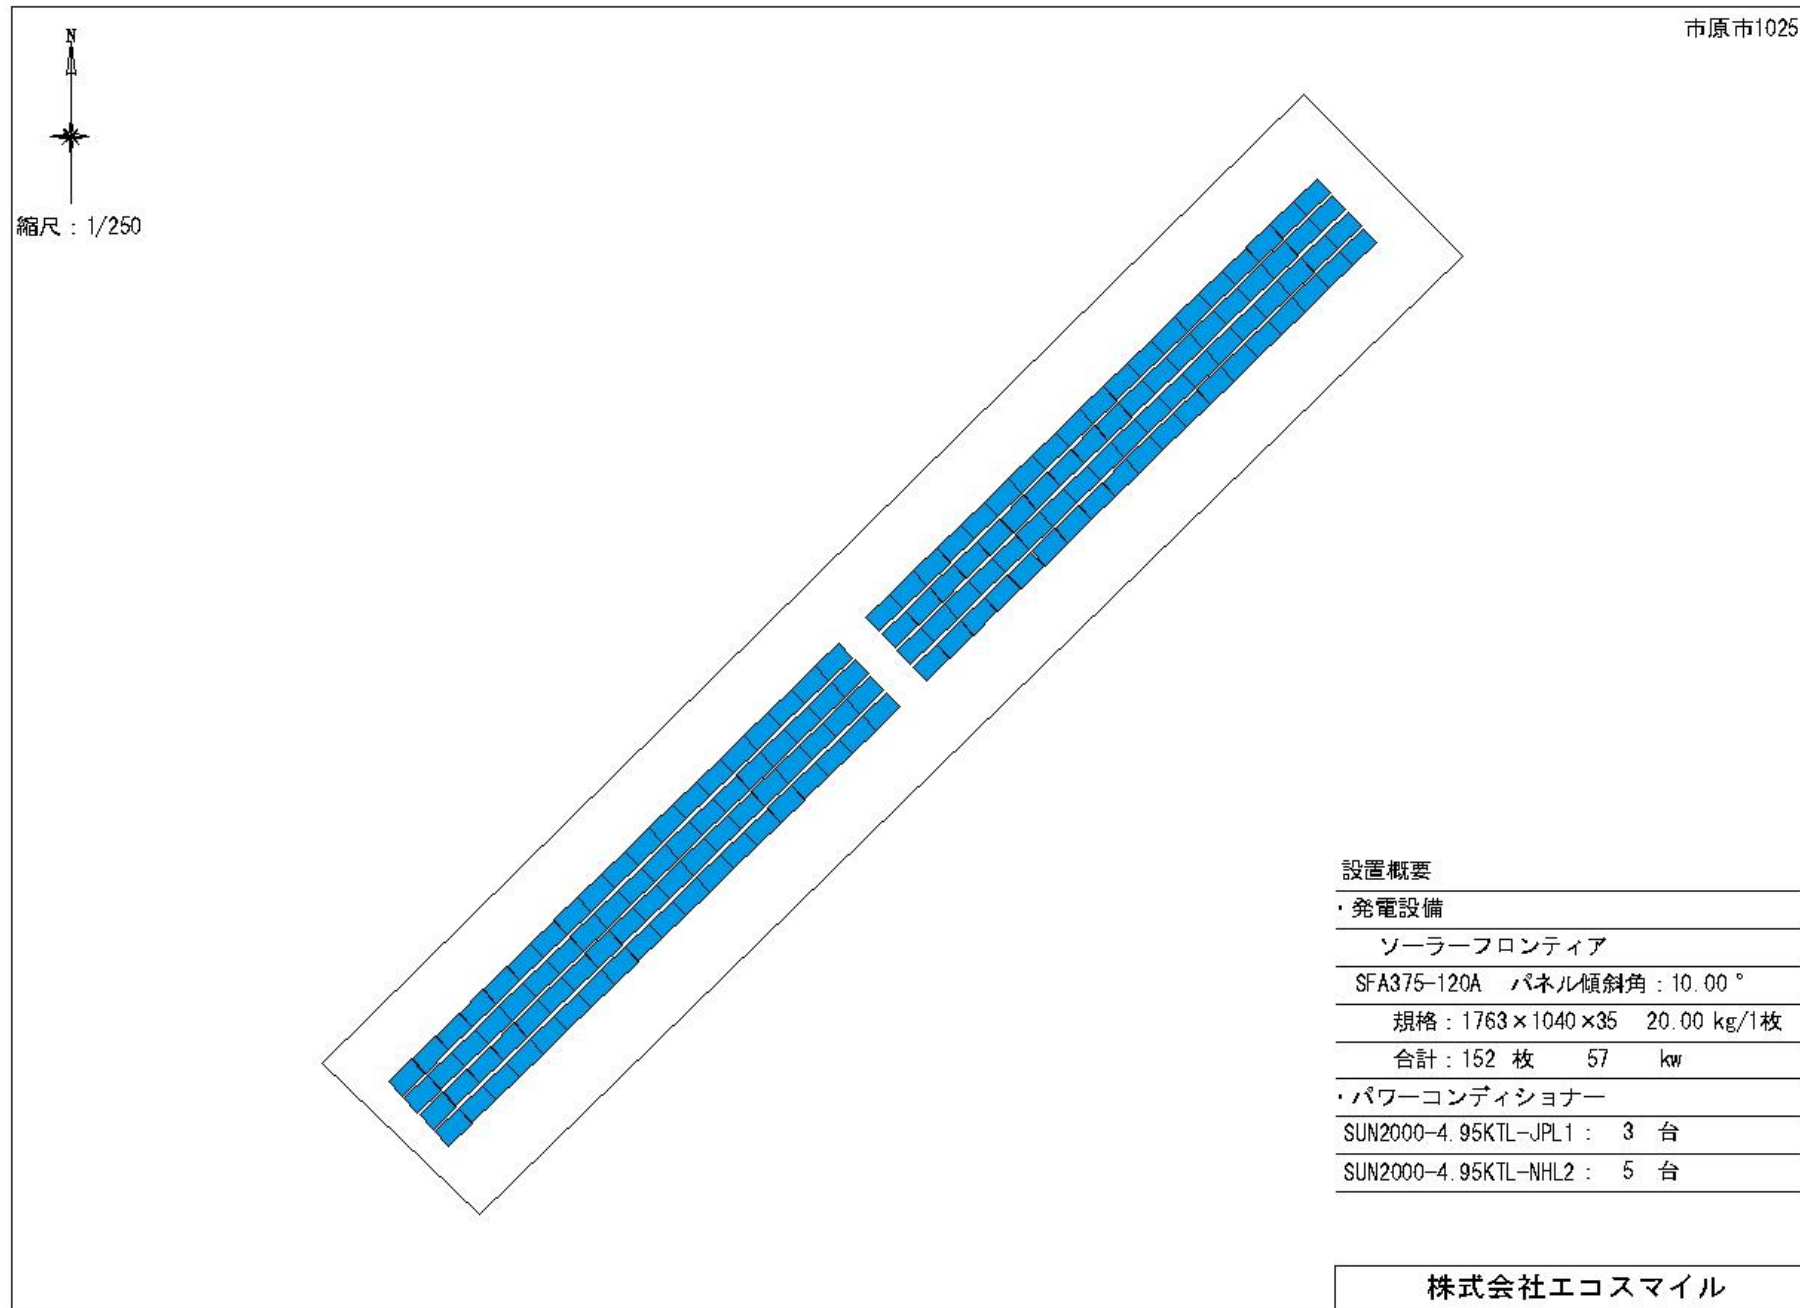 市原市1025
N
縮尺：1/250
設置概要
・発電設備
ソーラーフロンティア
SFA375-120A　パネル傾斜角：10.00°
規格：1763×1040×35　20.00 kg/1枚
合計：152 枚　57　kw
・パワーコンディショナー
SUN2000-4.95KTL-JPL1：　3　台
SUN2000-4.95KTL-NHL2：　5　台
株式会社エコスマイル